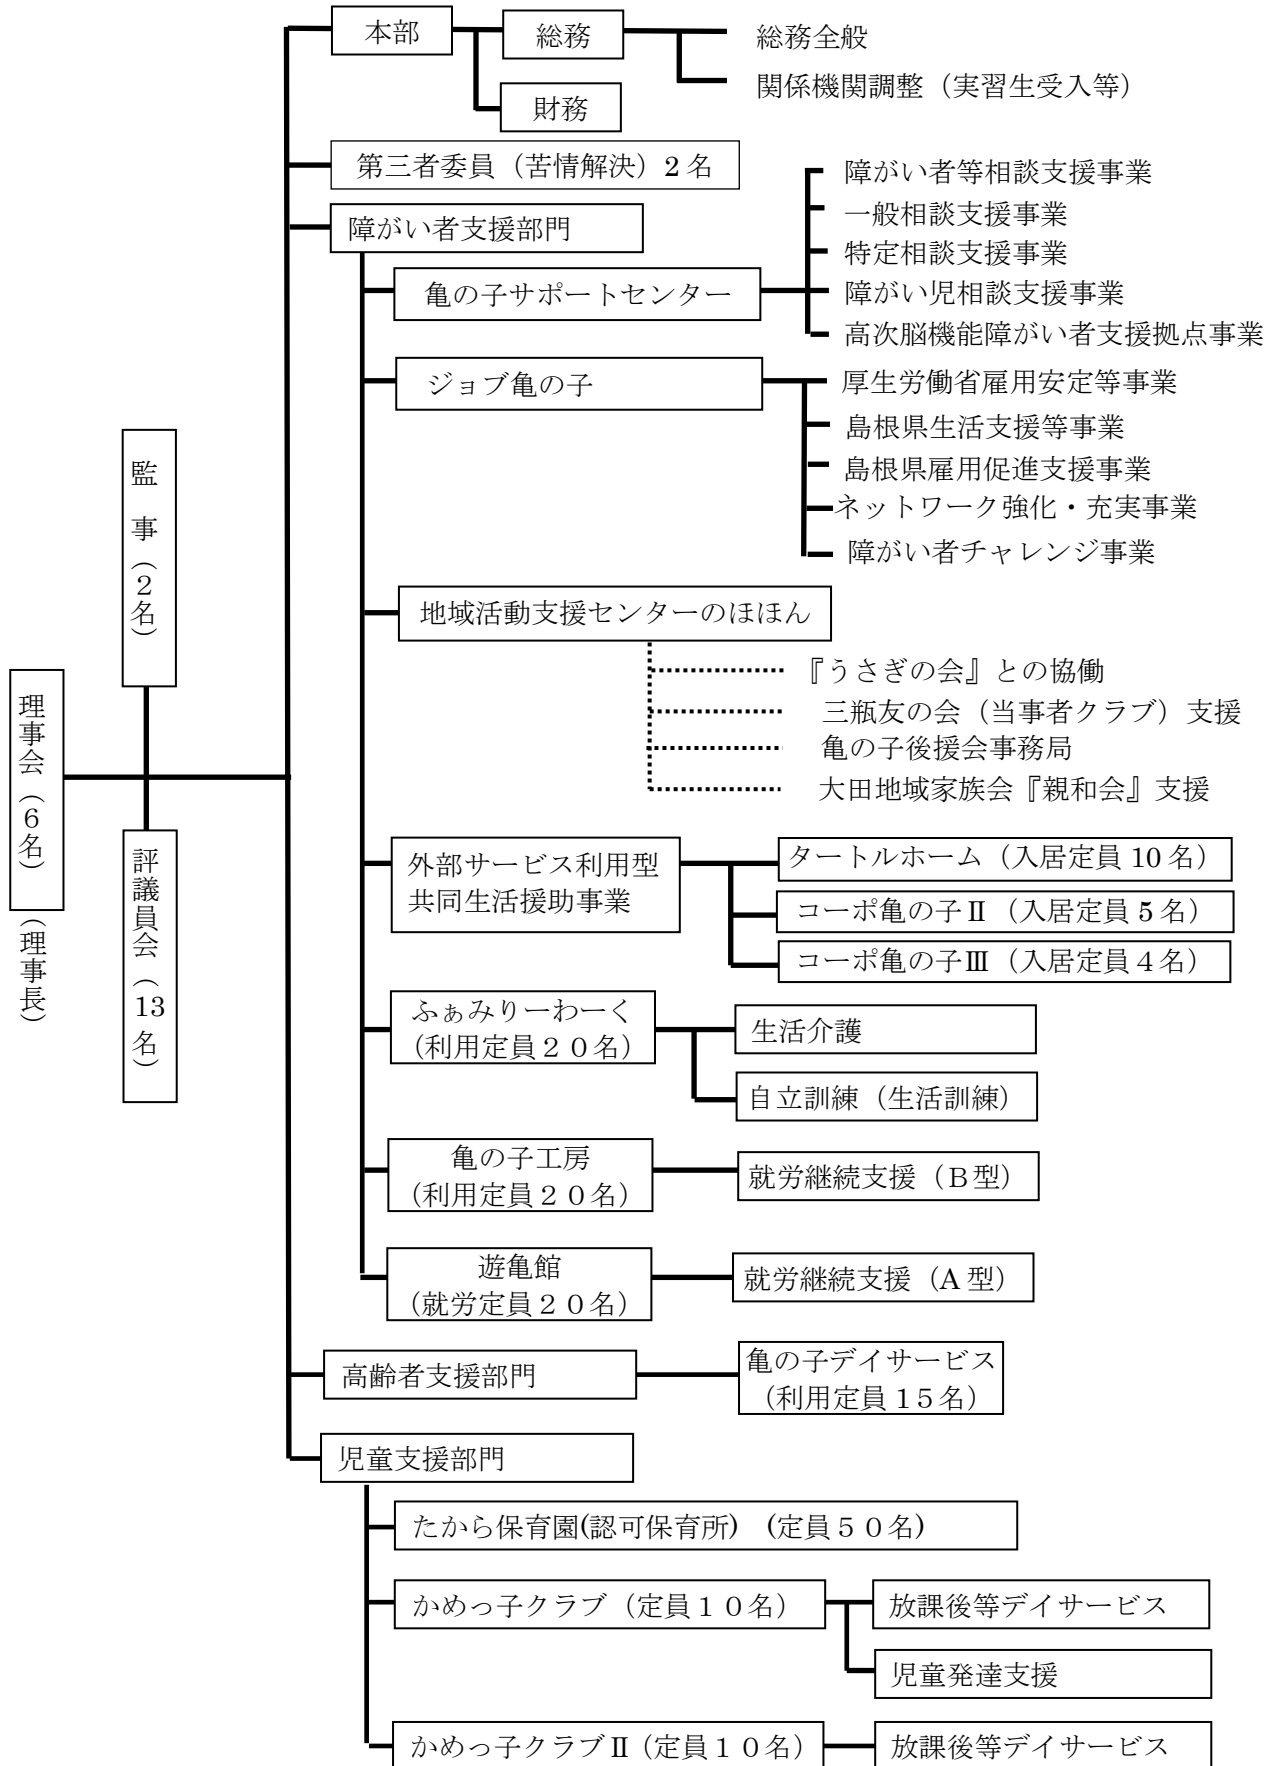 本部
総務
総務全般
関係機関調整（実習生受入等）
財務
第三者委員（苦情解決）2名
障がい者支援部門
亀の子サポートセンター
障がい者等相談支援事業
一般相談支援事業
特定相談支援事業
障がい児相談支援事業
高次脳機能障がい者支援拠点事業
ジョブ亀の子
厚生労働省雇用安定等事業
島根県生活支援等事業
島根県雇用促進支援事業
ネットワーク強化・充実事業
障がい者チャレンジ事業
監　事（2名）
理事会（6名）
（理事長）
評議員会（13名）
地域活動支援センターのほほん
『うさぎの会』との協働
三瓶友の会（当事者クラブ）支援
亀の子後援会事務局
大田地域家族会『親和会』支援
外部サービス利用型
共同生活援助事業
タートルホーム（入居定員 10 名）
コーポ亀の子Ⅱ（入居定員 5 名）
コーポ亀の子Ⅲ（入居定員４名）
ふぁみりーわーく
(利用定員２０名)
生活介護
自立訓練（生活訓練）
亀の子工房
(利用定員２０名)
就労継続支援（Ｂ型）
遊亀館
(就労定員２０名)
就労継続支援（A 型）
高齢者支援部門
亀の子デイサービス
（利用定員 1５名）
児童支援部門
たから保育園(認可保育所)　(定員５０名)
かめっ子クラブ（定員１０名）
放課後等デイサービス
児童発達支援
かめっ子クラブⅡ（定員１０名）
放課後等デイサービス